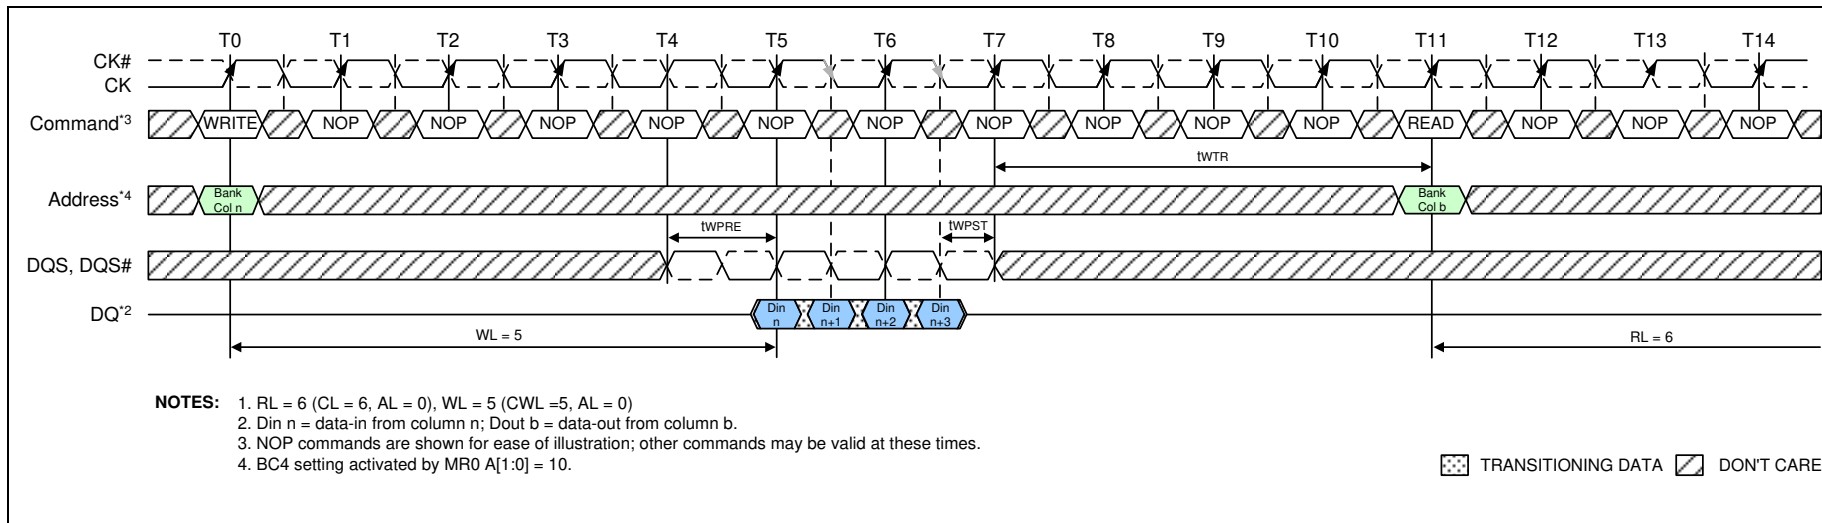 T0 T1 T2 T3 T4 T5 T6 T7 T8 T9 T10 T11 T12 T13 T14
CK#
CK
Command*3 WRITE NOP NOP NOP NOP NOP NOP NOP NOP NOP NOP READ NOP NOP NOP
tWTR
Address*4 Bank Col n Bank Col b
tWPRE tWPST
DQS, DQS#
DQ*2 Din n Din n+1 Din n+2 Din n+3
WL = 5 RL = 6
NOTES: 1. RL = 6 (CL = 6, AL = 0), WL = 5 (CWL =5, AL = 0)
2. Din n = data-in from column n; Dout b = data-out from column b.
3. NOP commands are shown for ease of illustration; other commands may be valid at these times.
4. BC4 setting activated by MR0 A[1:0] = 10.
TRANSITIONING DATA DON'T CARE